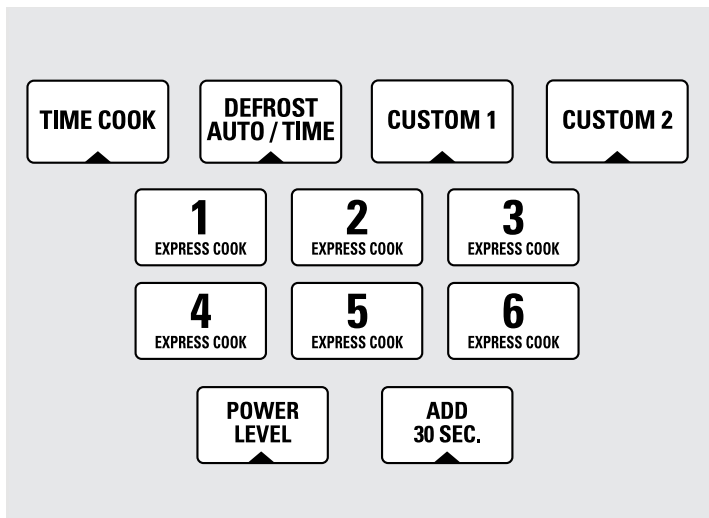 TIME COOK
DEFROST
AUTO / TIME
CUSTOM 1
CUSTOM 2
1
EXPRESS COOK
2
EXPRESS COOK
3
EXPRESS COOK
4
EXPRESS COOK
5
EXPRESS COOK
6
EXPRESS COOK
POWER
LEVEL
ADD
30 SEC.